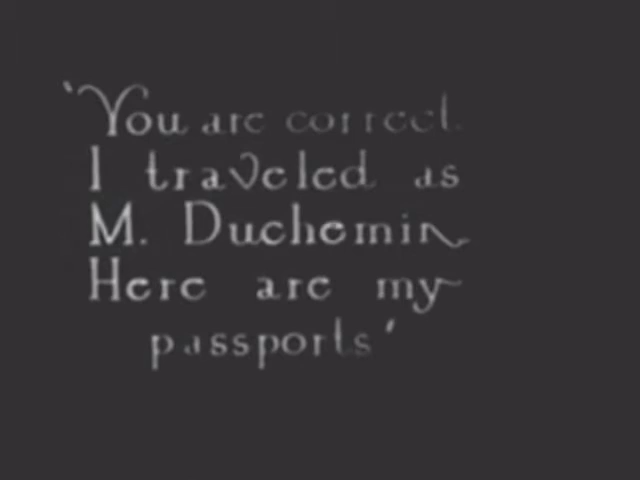 'You are correct.
I traveled as
M. Duchemin
Here are my
passports'